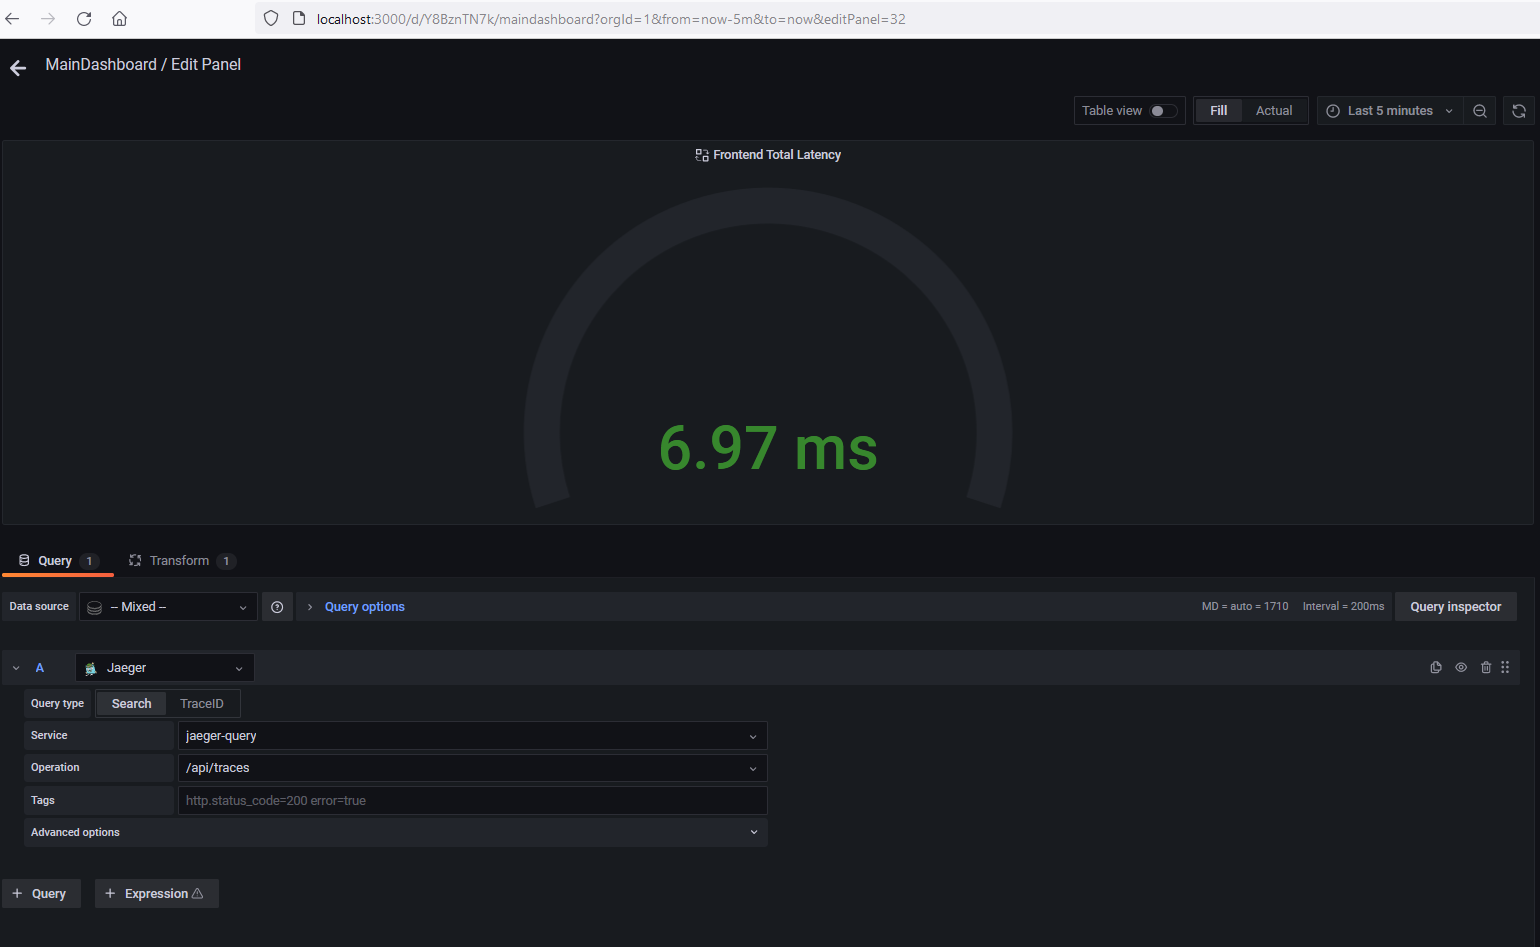 localhost:3000/d/Y8BznTN7k/maindashboard?orgId=1&from=now-5m&to=now&editPanel=32
MainDashboard / Edit Panel
Table view Fill Actual Last 5 minutes
Frontend Total Latency
6.97 ms
Query 1 Transform 1
Data source -- Mixed -- Query options MD = auto = 1710 Interval = 200ms Query inspector
A Jaeger
Query type Search TraceID
Service jaeger-query
Operation /api/traces
Tags http.status_code=200 error=true
Advanced options
+ Query + Expression